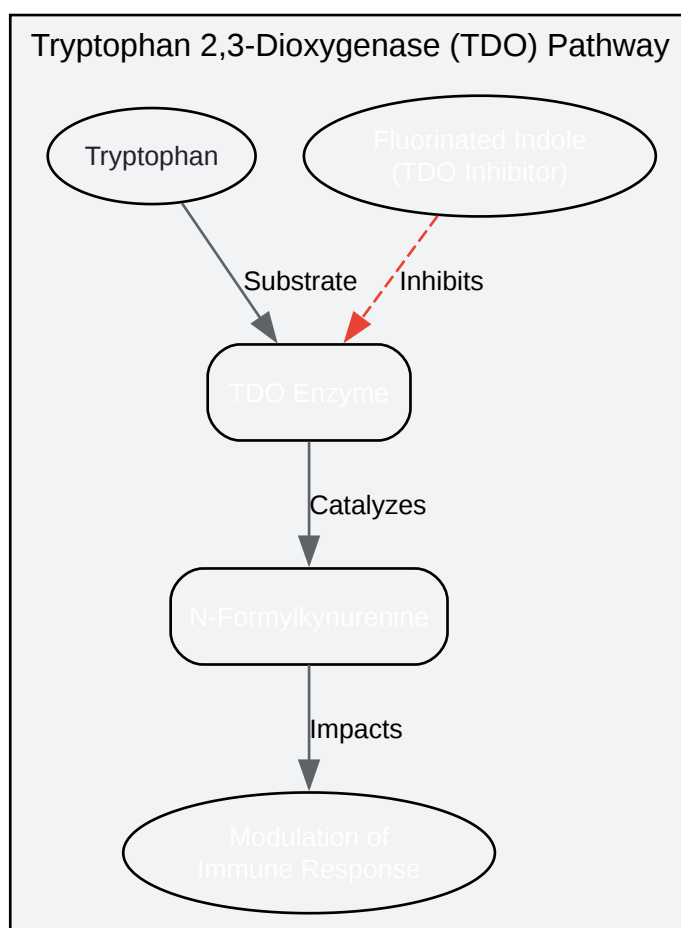 Tryptophan 2,3-Dioxygenase (TDO) Pathway
Tryptophan
Fluorinated Indole
(TDO Inhibitor)
Substrate
Inhibits
TDO Enzyme
Catalyzes
N-Formylkynurenine
Impacts
Modulation of
Immune Response